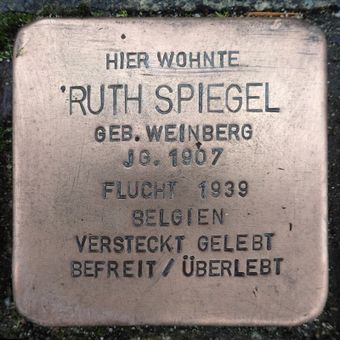 HIER WOHNTE
RUTH SPIEGEL
GEB. WEINBERG
JG. 1907
FLUCHT 1939
BELGIEN
VERSTECKT GELEBT
BEFREIT / ÜBERLEBT